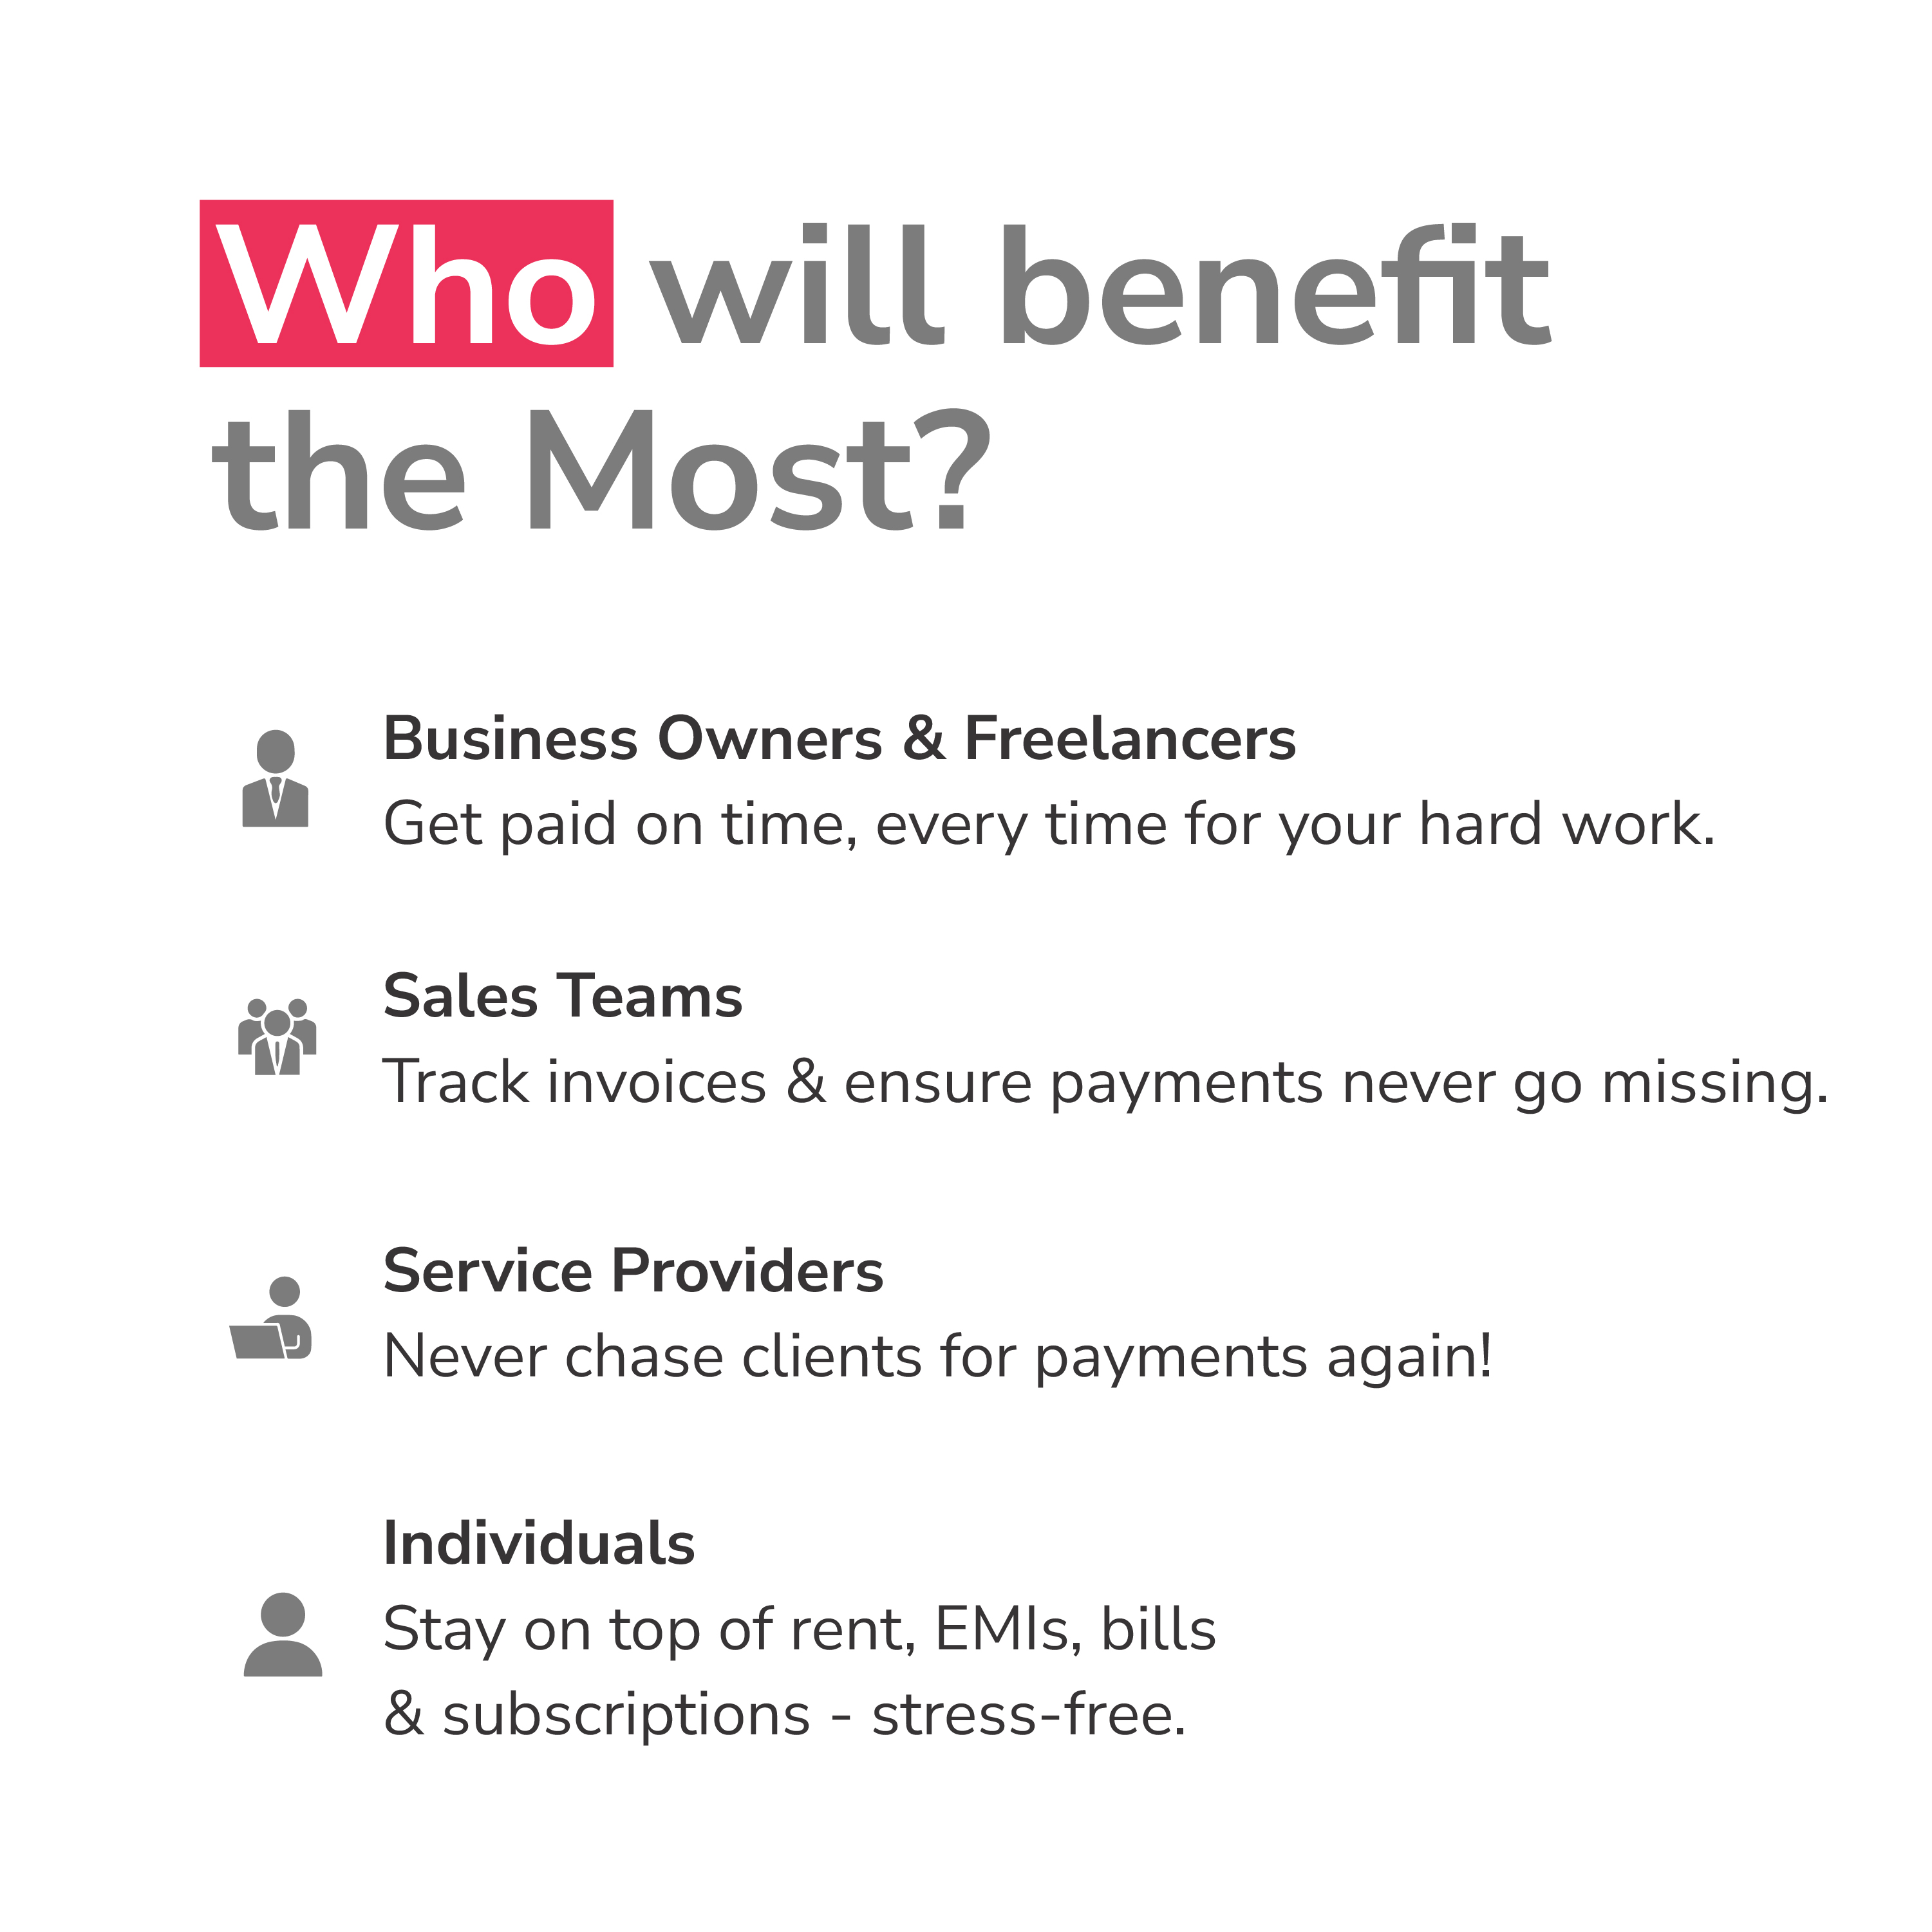 Who will benefit
the Most?
Business Owners & Freelancers
Get paid on time, every time for your hard work.
Sales Teams
Track invoices & ensure payments never go missing.
Service Providers
Never chase clients for payments again!
Individuals
Stay on top of rent, EMIs, bills
& subscriptions - stress-free.